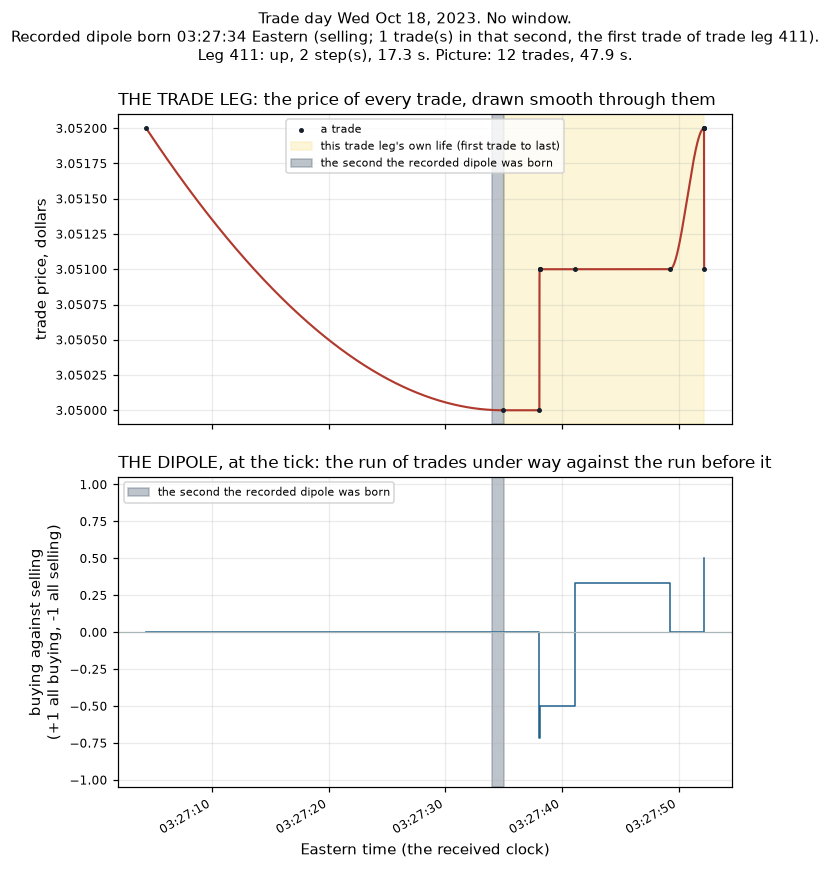 Trade day Wed Oct 18, 2023. No window.
Recorded dipole born 03:27:34 Eastern (selling; 1 trade(s) in that second, the first trade of trade leg 411).
Leg 411: up, 2 step(s), 17.3 s. Picture: 12 trades, 47.9 s.
THE TRADE LEG: the price of every trade, drawn smooth through them
a trade
this trade leg's own life (first trade to last)
the second the recorded dipole was born
trade price, dollars
3.05200
3.05175
3.05150
3.05125
3.05100
3.05075
3.05050
3.05025
3.05000
THE DIPOLE, at the tick: the run of trades under way against the run before it
the second the recorded dipole was born
buying against selling
(+1 all buying, -1 all selling)
1.00
0.75
0.50
0.25
0.00
−0.25
−0.50
−0.75
−1.00
03:27:10
03:27:20
03:27:30
03:27:40
03:27:50
Eastern time (the received clock)